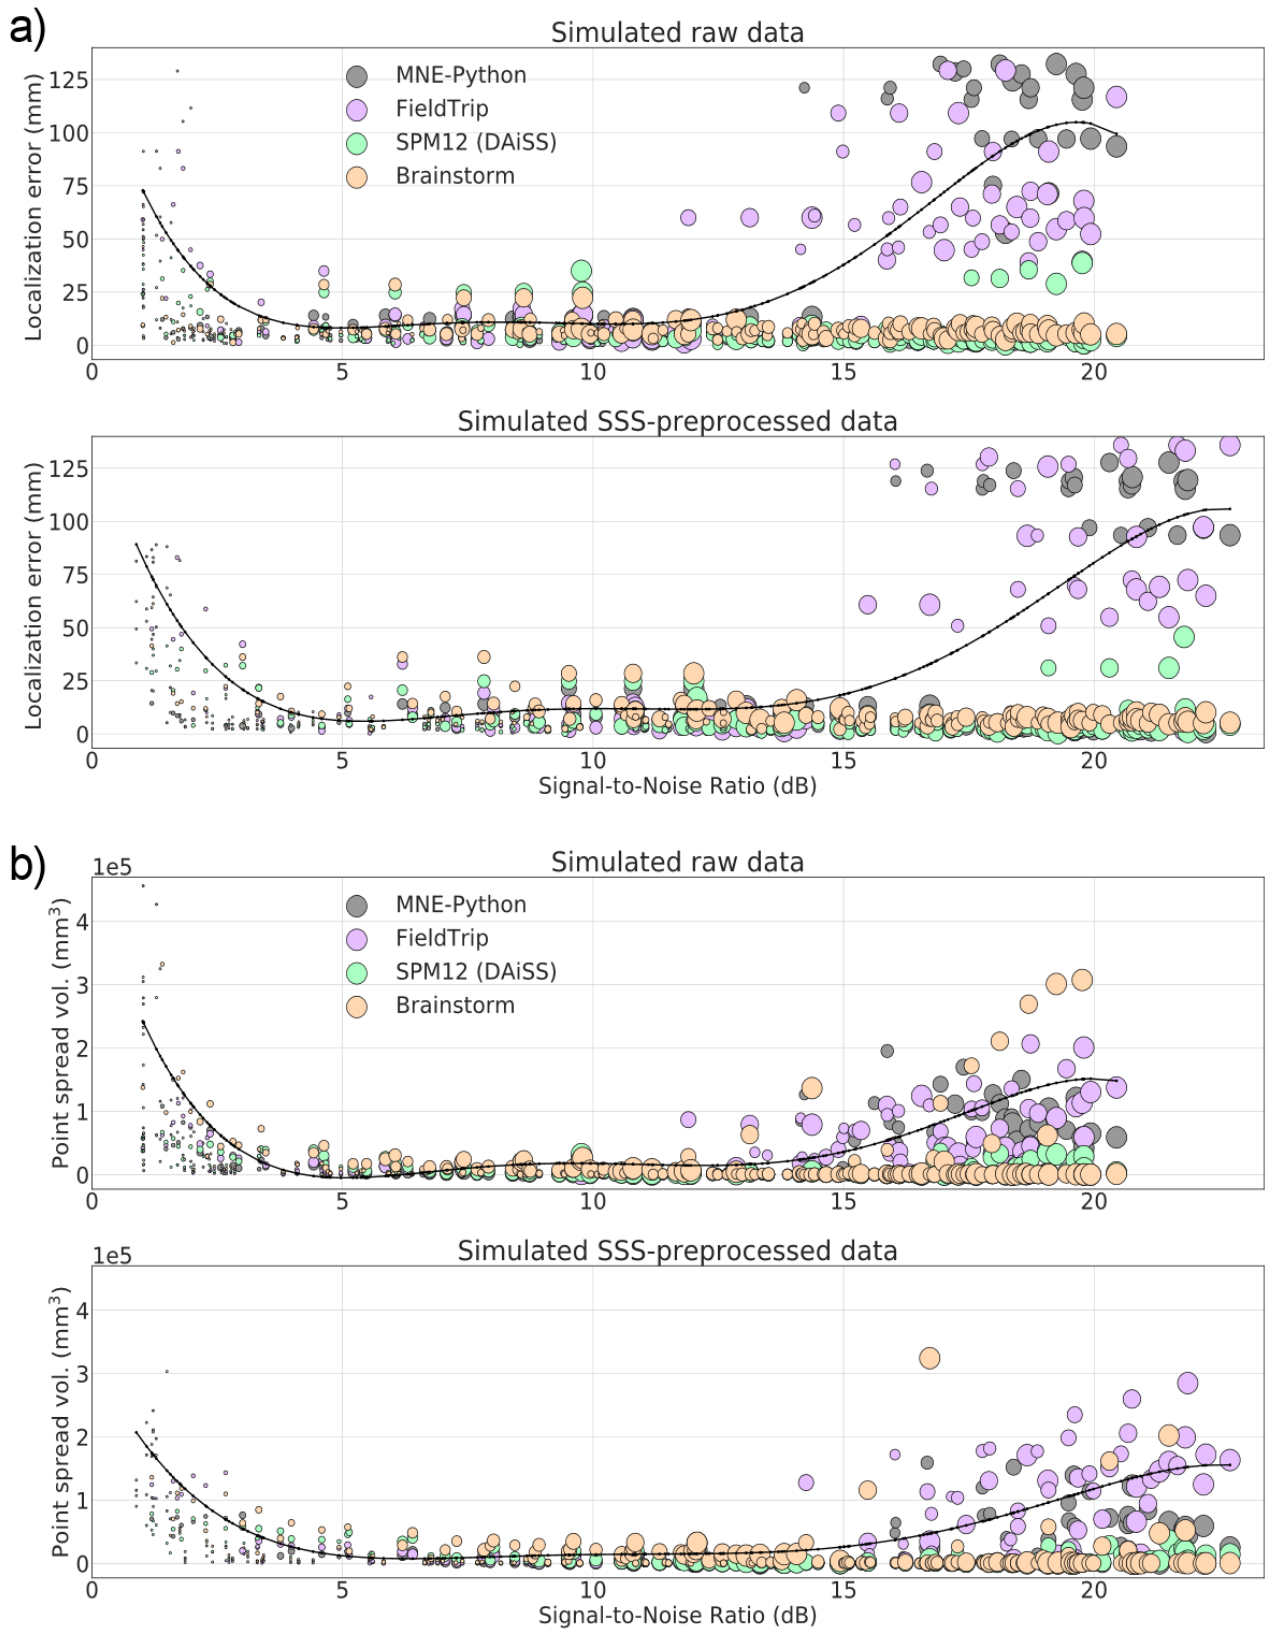 a)
Simulated raw data
Localization error (mm)
125
100
75
50
25
0
MNE-Python
FieldTrip
SPM12 (DAiSS)
Brainstorm
0 5 10 15 20
Simulated SSS-preprocessed data
Localization error (mm)
125
100
75
50
25
0
0 5 10 15 20
Signal-to-Noise Ratio (dB)
b)
1e5
Simulated raw data
Point spread vol. (mm³)
4
3
2
1
0
MNE-Python
FieldTrip
SPM12 (DAiSS)
Brainstorm
0 5 10 15 20
1e5
Simulated SSS-preprocessed data
Point spread vol. (mm³)
4
3
2
1
0
0 5 10 15 20
Signal-to-Noise Ratio (dB)